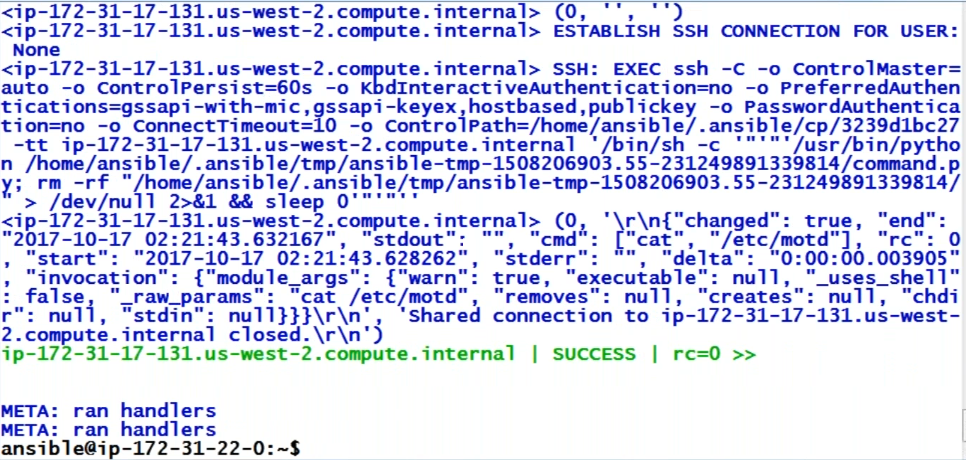 <ip-172-31-17-131.us-west-2.compute.internal> (0, '', '')
<ip-172-31-17-131.us-west-2.compute.internal> ESTABLISH SSH CONNECTION FOR USER:
 None
<ip-172-31-17-131.us-west-2.compute.internal> SSH: EXEC ssh -C -o ControlMaster=
auto -o ControlPersist=60s -o KbdInteractiveAuthentication=no -o PreferredAuthen
tications=gssapi-with-mic,gssapi-keyex,hostbased,publickey -o PasswordAuthentica
tion=no -o ConnectTimeout=10 -o ControlPath=/home/ansible/.ansible/cp/3239d1bc27
 -tt ip-172-31-17-131.us-west-2.compute.internal '/bin/sh -c '"'"'/usr/bin/pytho
n /home/ansible/.ansible/tmp/ansible-tmp-1508206903.55-231249891339814/command.p
y; rm -rf "/home/ansible/.ansible/tmp/ansible-tmp-1508206903.55-231249891339814/
" > /dev/null 2>&1 && sleep 0'"'"''
<ip-172-31-17-131.us-west-2.compute.internal> (0, '\r\n{"changed": true, "end":
"2017-10-17 02:21:43.632167", "stdout": "", "cmd": ["cat", "/etc/motd"], "rc": 0
, "start": "2017-10-17 02:21:43.628262", "stderr": "", "delta": "0:00:00.003905"
, "invocation": {"module_args": {"warn": true, "executable": null, "_uses_shell"
: false, "_raw_params": "cat /etc/motd", "removes": null, "creates": null, "chdi
r": null, "stdin": null}}}\r\n', 'Shared connection to ip-172-31-17-131.us-west-
2.compute.internal closed.\r\n')
ip-172-31-17-131.us-west-2.compute.internal | SUCCESS | rc=0 >>
META: ran handlers
META: ran handlers
ansible@ip-172-31-22-0:~$